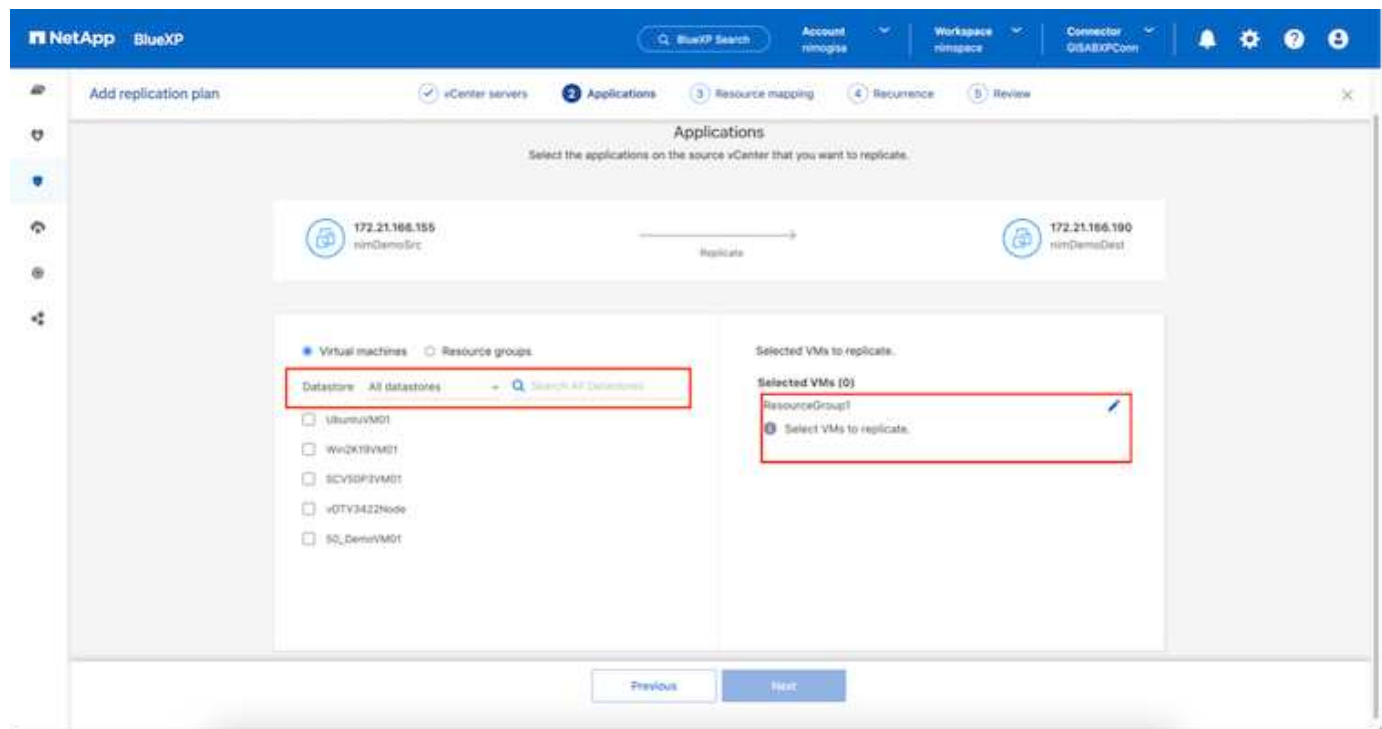 NetApp BlueXP
BlueXP Search
Account
nimogisa
Workspace
nimspace
Connector
GISABXPConn
Add replication plan
vCenter servers
2 Applications
3 Resource mapping
4 Recurrence
5 Review
Applications
Select the applications on the source vCenter that you want to replicate.
172.21.166.155
nimDemoSrc
Replicate
172.21.166.190
nimDemoDest
Virtual machines
Resource groups
Selected VMs to replicate.
Datastore All datastores
Search All Datastores
Selected VMs (0)
ResourceGroup1
Select VMs to replicate.
UbuntuVM01
Win2K19VM01
SCV50P3VM01
vOTV3422Node
50_DemoVM01
Previous
Next